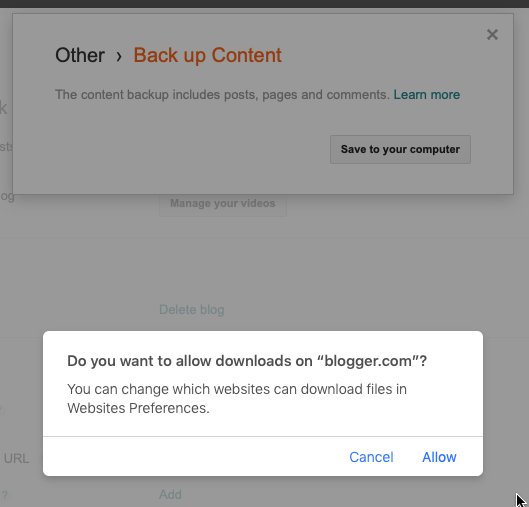 Other › Back up Content
The content backup includes posts, pages and comments. Learn more
Save to your computer
og
Manage your videos
Delete blog
Do you want to allow downloads on “blogger.com”?
You can change which websites can download files in
Websites Preferences.
Cancel Allow
URL
?
Add